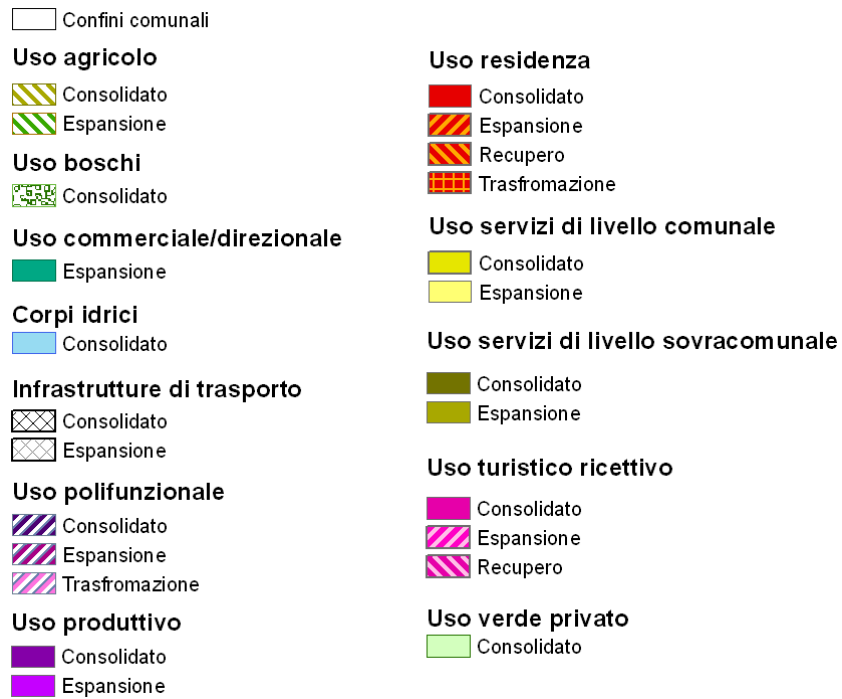 Confini comunali
Uso agricolo
Consolidato
Espansione
Uso boschi
Consolidato
Uso commerciale/direzionale
Espansione
Corpi idrici
Consolidato
Infrastrutture di trasporto
Consolidato
Espansione
Uso polifunzionale
Consolidato
Espansione
Trasfromazione
Uso produttivo
Consolidato
Espansione
Uso residenza
Consolidato
Espansione
Recupero
Trasfromazione
Uso servizi di livello comunale
Consolidato
Espansione
Uso servizi di livello sovracomunale
Consolidato
Espansione
Uso turistico ricettivo
Consolidato
Espansione
Recupero
Uso verde privato
Consolidato